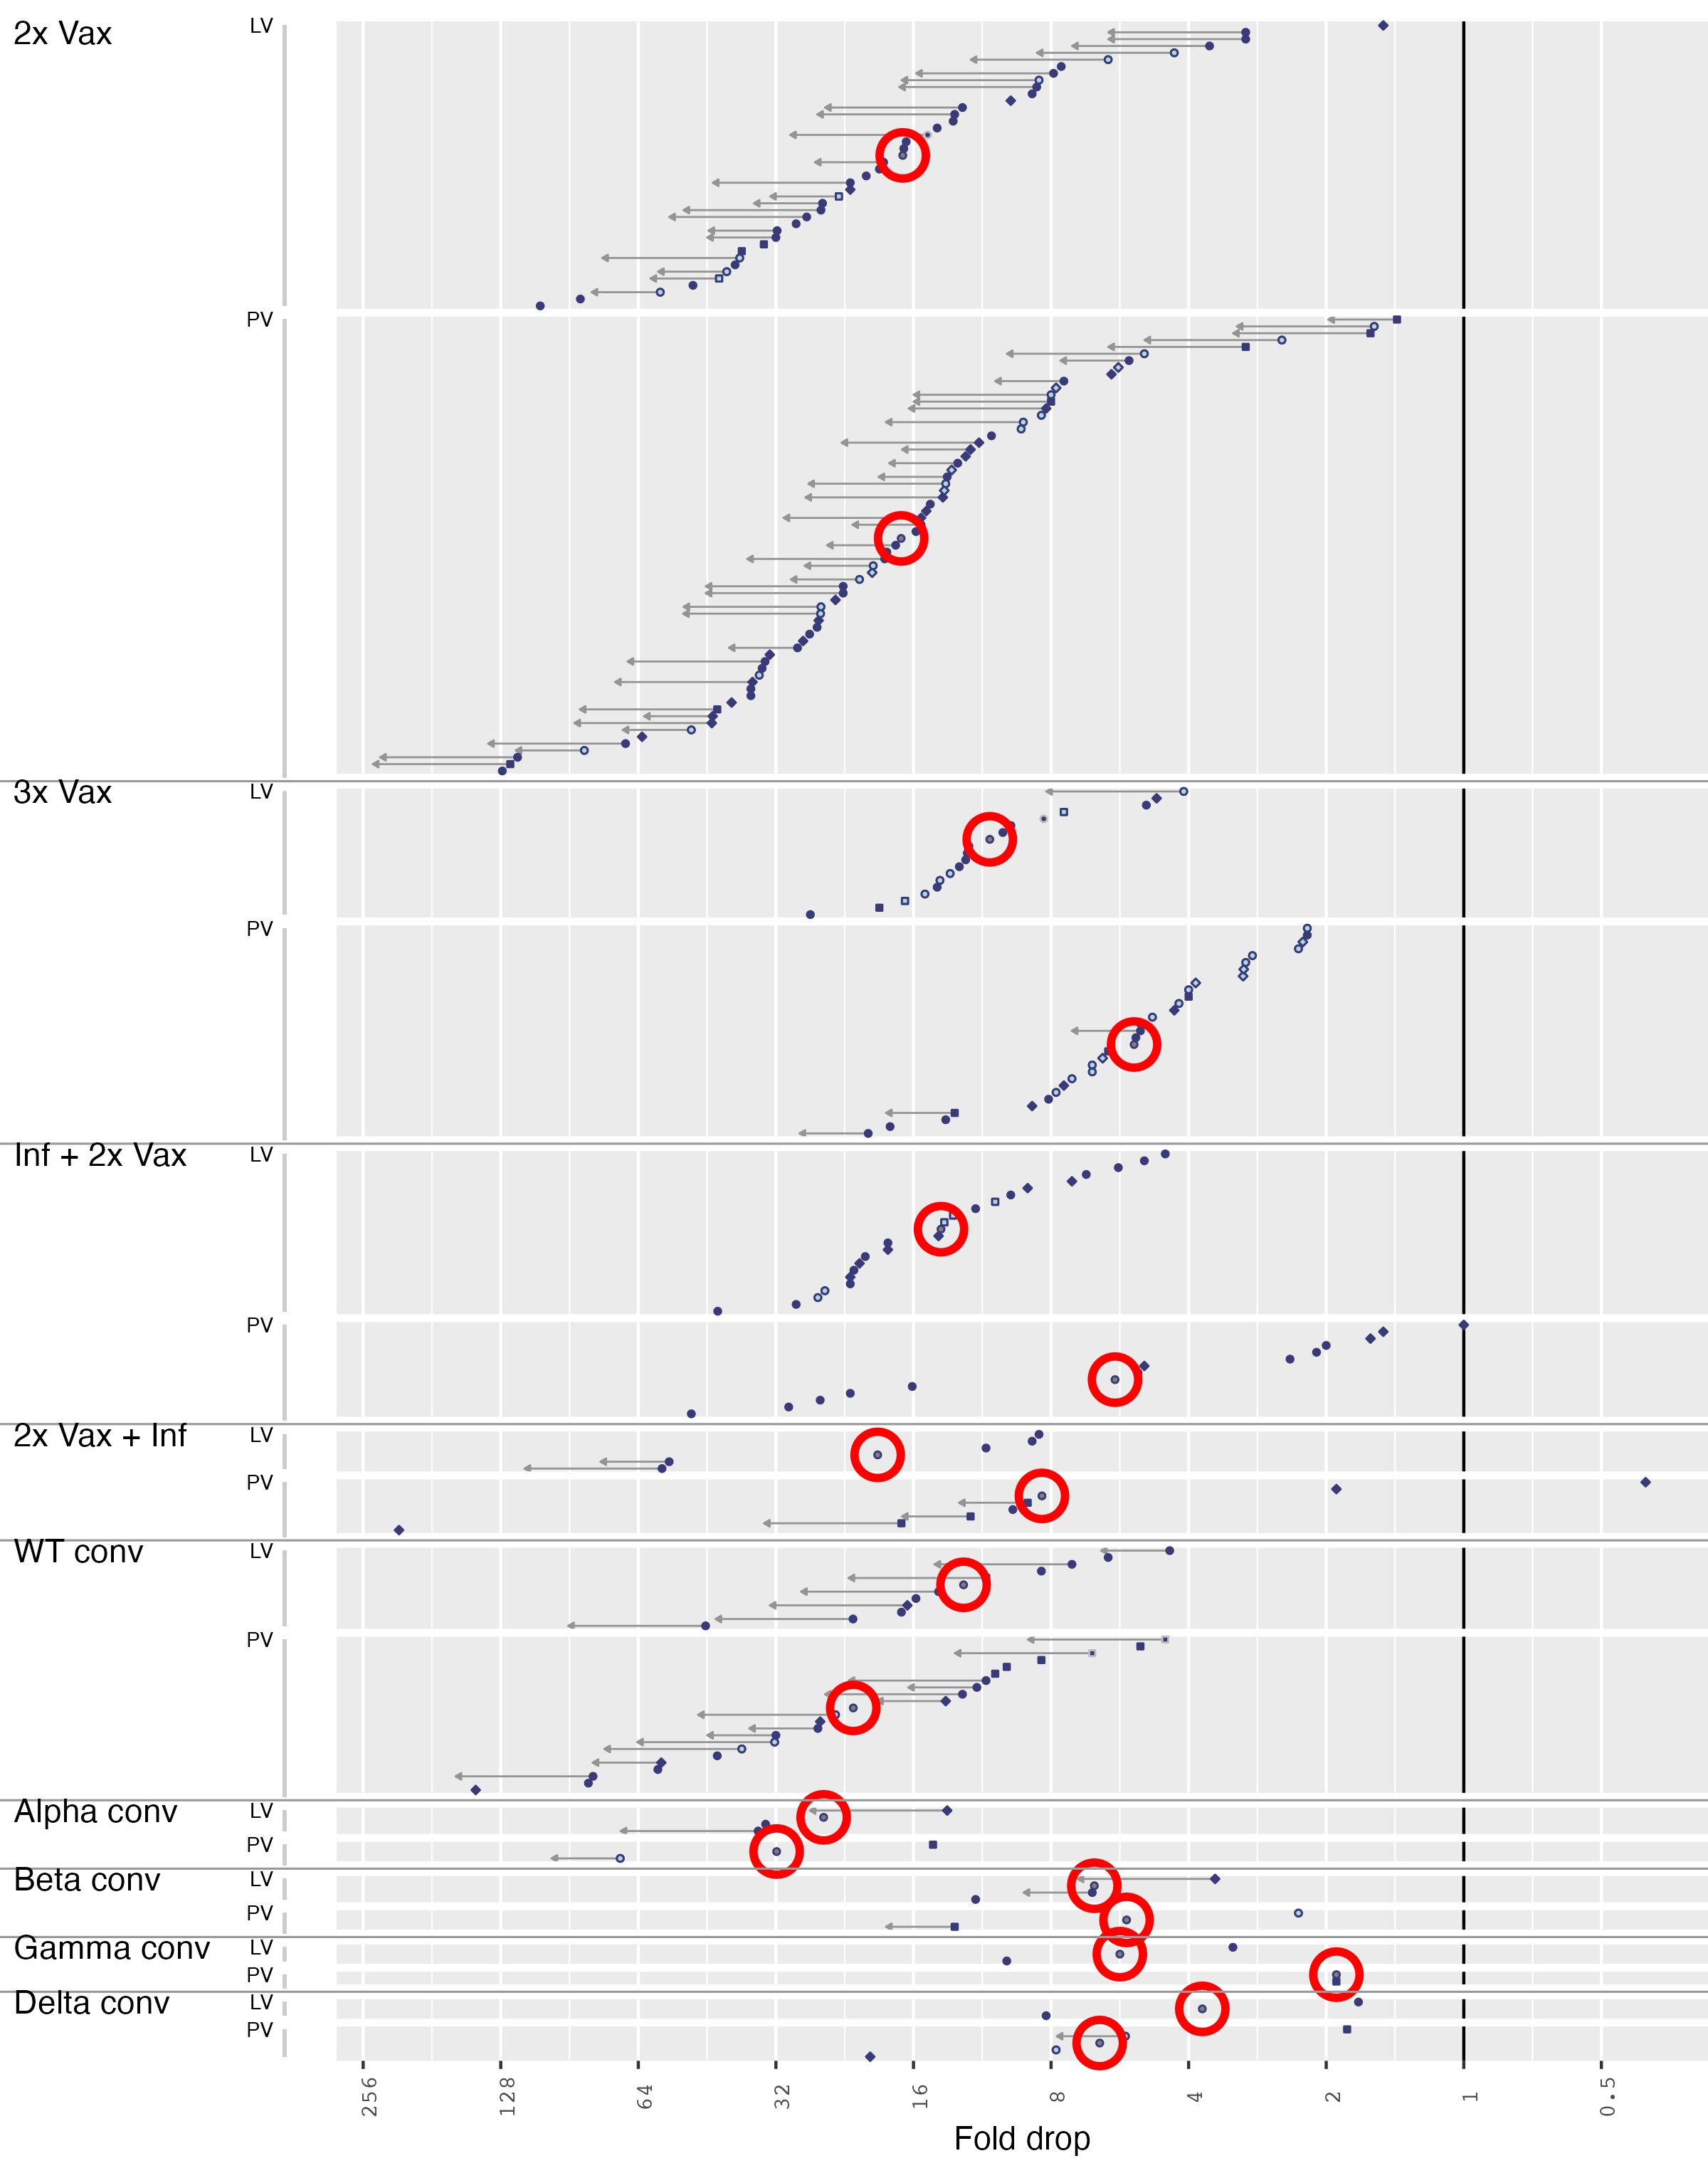 2x Vax
LV
PV
3x Vax
LV
PV
Inf + 2x Vax
LV
PV
2x Vax + Inf
LV
PV
WT conv
LV
PV
Alpha conv
LV
PV
Beta conv
LV
PV
Gamma conv
LV
PV
Delta conv
LV
PV
256
128
64
32
16
8
4
2
1
0.5
Fold drop